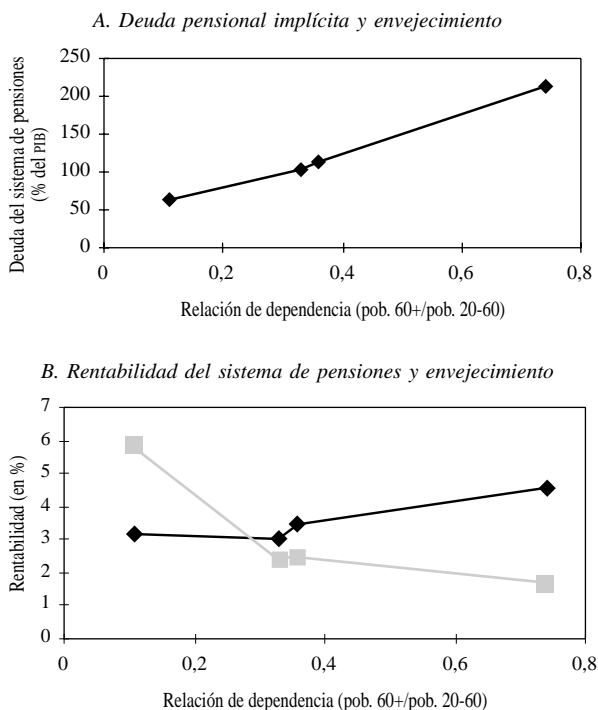 A. Deuda pensional implícita y envejecimiento
Deuda del sistema de pensiones
(% del PIB)
250
200
150
100
50
0
0 0,2 0,4 0,6 0,8
Relación de dependencia (pob. 60+/pob. 20-60)
B. Rentabilidad del sistema de pensiones y envejecimiento
Rentabilidad (en %)
7
6
5
4
3
2
1
0
0 0,2 0,4 0,6 0,8
Relación de dependencia (pob. 60+/pob. 20-60)